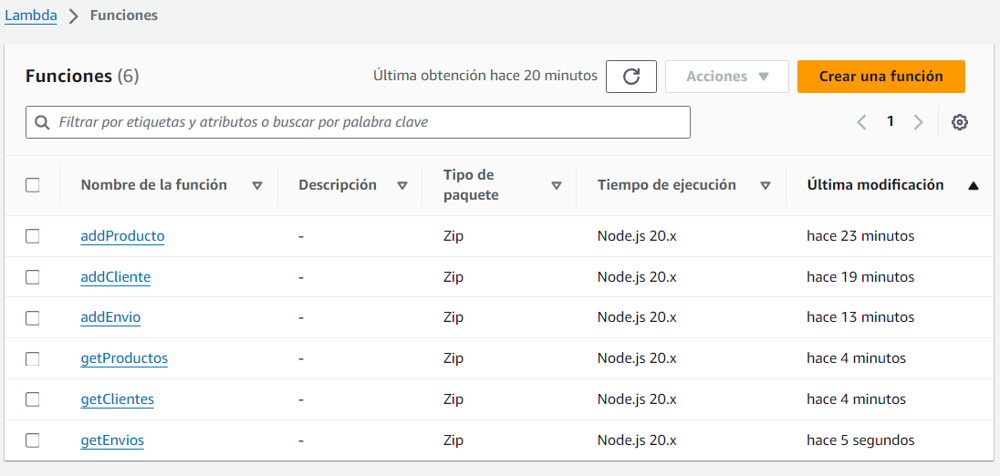 Lambda > Funciones
Funciones (6) Última obtención hace 20 minutos Acciones Crear una función
Filtrar por etiquetas y atributos o buscar por palabra clave 1
Nombre de la función Descripción Tipo de paquete Tiempo de ejecución Última modificación
addProducto - Zip Node.js 20.x hace 23 minutos
addCliente - Zip Node.js 20.x hace 19 minutos
addEnvio - Zip Node.js 20.x hace 13 minutos
getProductos - Zip Node.js 20.x hace 4 minutos
getClientes - Zip Node.js 20.x hace 4 minutos
getEnvios - Zip Node.js 20.x hace 5 segundos